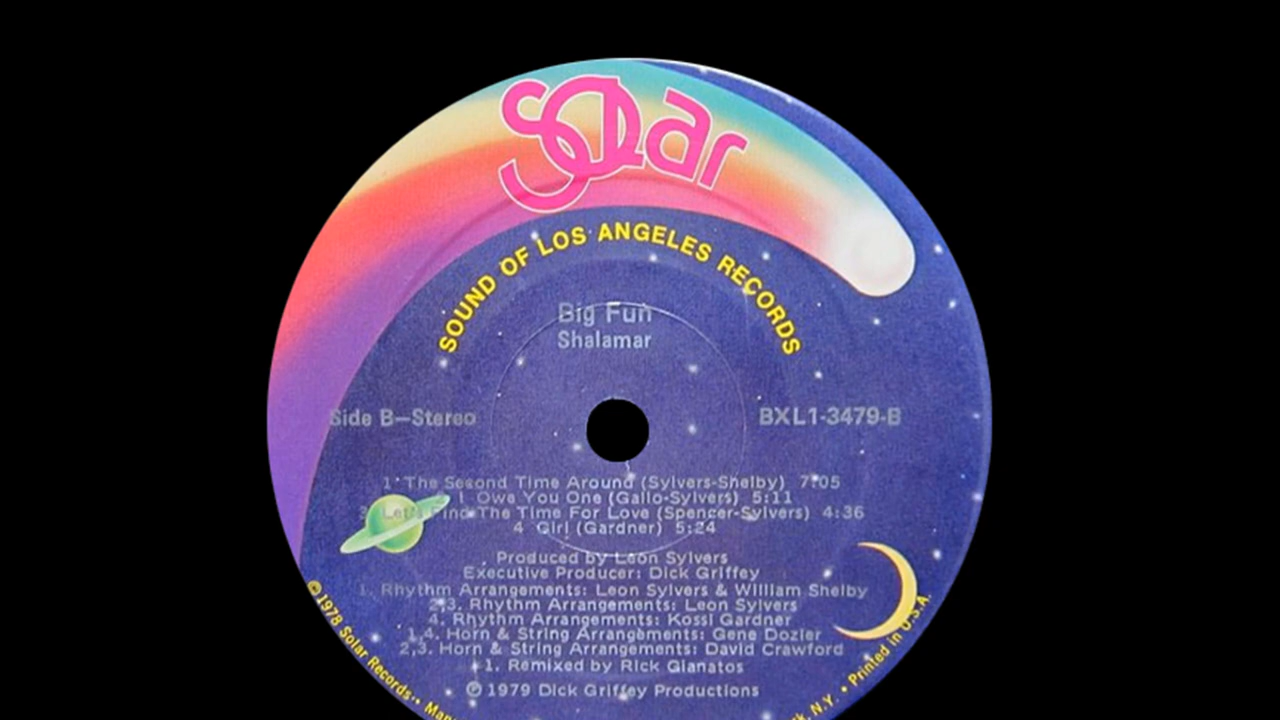 SOLAR
SOUND OF LOS ANGELES RECORDS
Big Fun
Shalamar
Side B—Stereo
BXL1-3479-B
1 The Second Time Around (Sylvers-Shelby) 7:05
I Owe You One (Gallo-Sylvers) 5:11
3 Let's Find The Time For Love (Spencer-Sylvers) 4:36
4 Girl (Gardner) 5:24
Produced by Leon Sylvers
Executive Producer: Dick Griffey
1. Rhythm Arrangements: Leon Sylvers & William Shelby
2,3. Rhythm Arrangements: Leon Sylvers
4. Rhythm Arrangements: Kossi Gardner
1,4. Horn & String Arrangements: Gene Dozier
2,3. Horn & String Arrangements: David Crawford
1. Remixed by Rick Gianatos
℗ 1979 Dick Griffey Productions
©1978 Solar Records••
N.Y. • Printed in U.S.A.